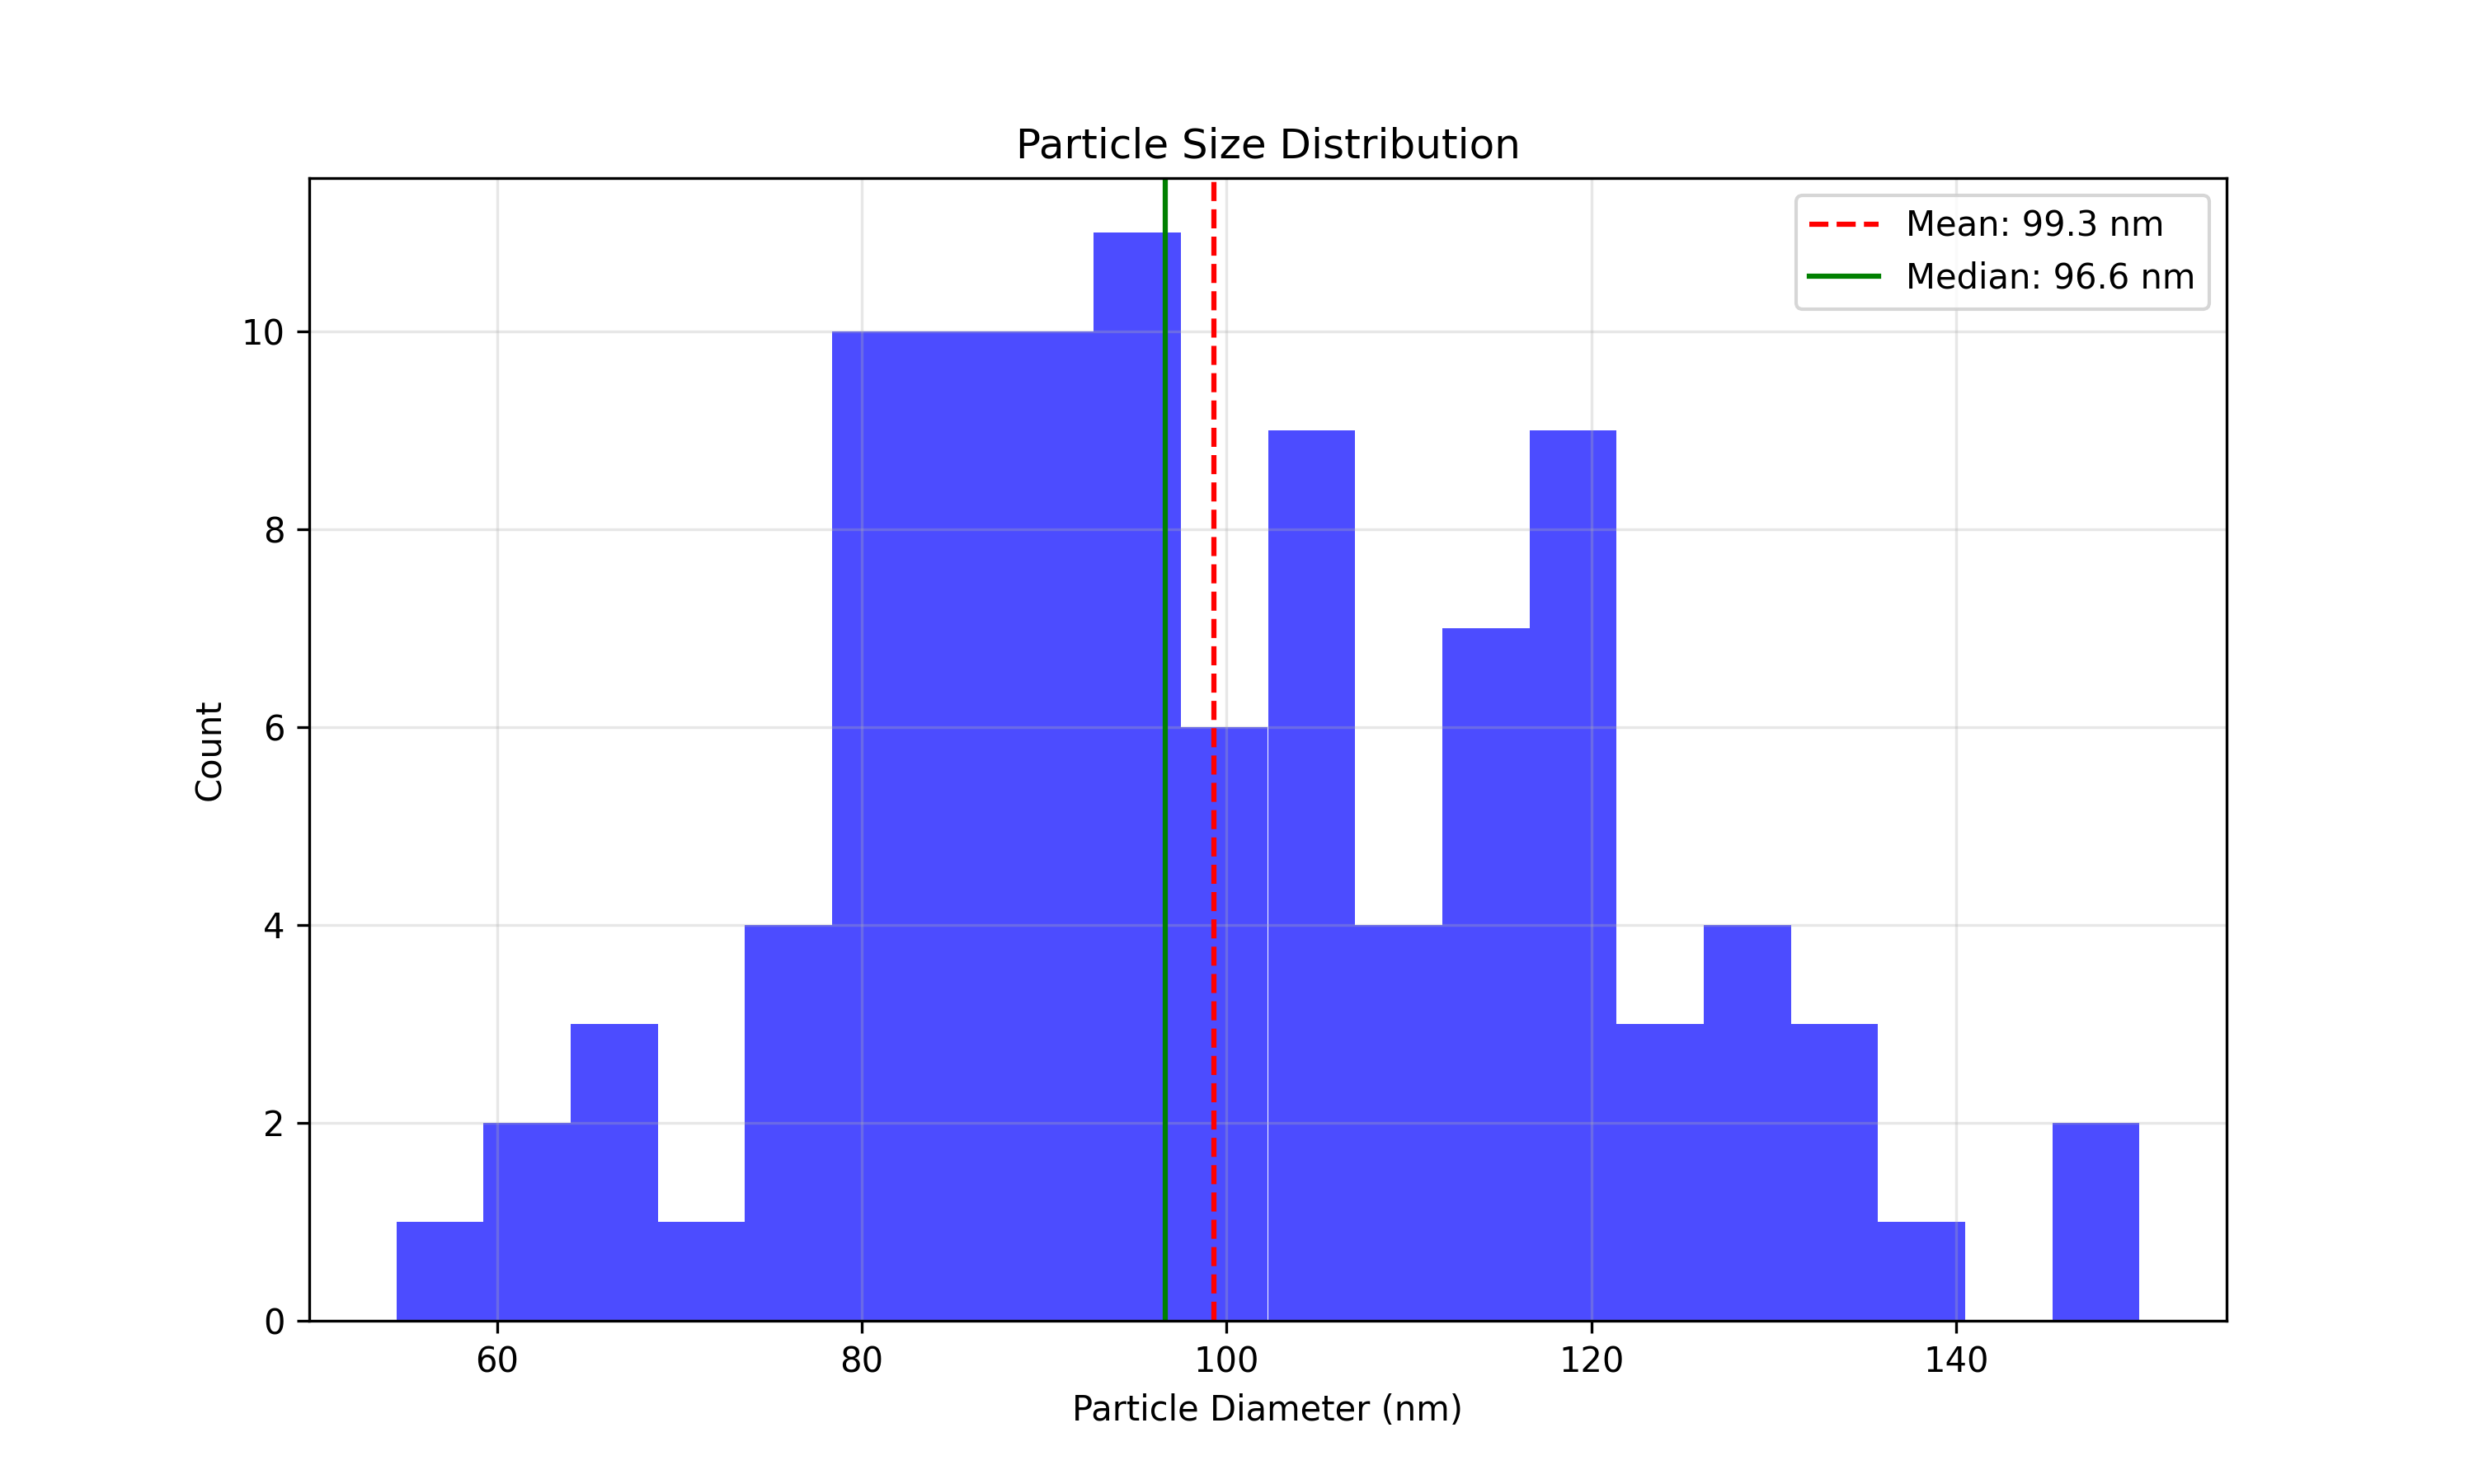 Particle Size Distribution
Mean: 99.3 nm
Median: 96.6 nm
10
8
6
4
2
0
Count
60 80 100 120 140
Particle Diameter (nm)